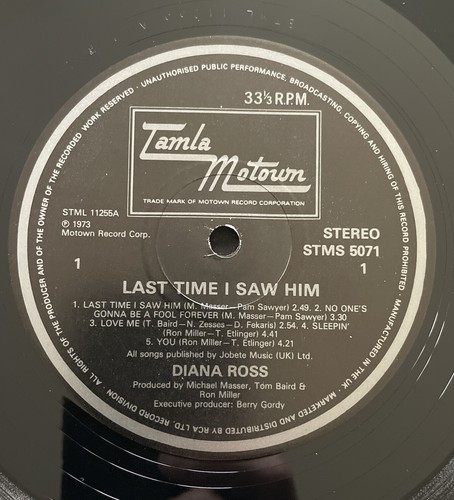 ALL RIGHTS OF THE PRODUCER AND OF THE OWNER OF THE RECORDED WORK RESERVED · UNAUTHORISED PUBLIC PERFORMANCE, BROADCASTING, COPYING AND HIRING OF THIS RECORD PROHIBITED. MANUFACTURED IN THE UK · MARKETED AND DISTRIBUTED BY RCA LTD. RECORD DIVISION ·
33⅓ R.P.M.
Tamla
Motown
TRADE MARK OF MOTOWN RECORD CORPORATION
STML 11255A
℗ 1973
Motown Record Corp.
STEREO
STMS 5071
1
1
LAST TIME I SAW HIM
1. LAST TIME I SAW HIM (M. Masser—Pam Sawyer) 2.49. 2. NO ONE'S
GONNA BE A FOOL FOREVER (M. Masser—Pam Sawyer) 3.30
3. LOVE ME (T. Baird—N. Zesses—D. Fekaris) 2.54. 4. SLEEPIN'
(Ron Miller—T. Etlinger) 4.41
5. YOU (Ron Miller—T. Etlinger) 4.21
All songs published by Jobete Music (UK) Ltd.
DIANA ROSS
Produced by Michael Masser, Tom Baird &
Ron Miller
Executive producer: Berry Gordy